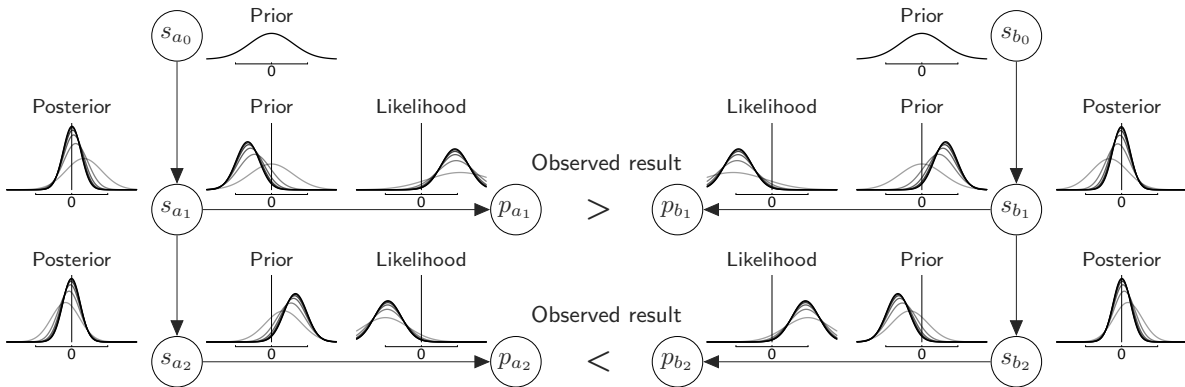 s_{a_0} Prior 0 Prior 0 s_{b_0}
Posterior Prior Likelihood Likelihood Prior Posterior
Observed result
0 0 0 0 0 0
s_{a_1} p_{a_1} > p_{b_1} s_{b_1}
Posterior Prior Likelihood Likelihood Prior Posterior
Observed result
0 0 0 0 0 0
s_{a_2} p_{a_2} < p_{b_2} s_{b_2}